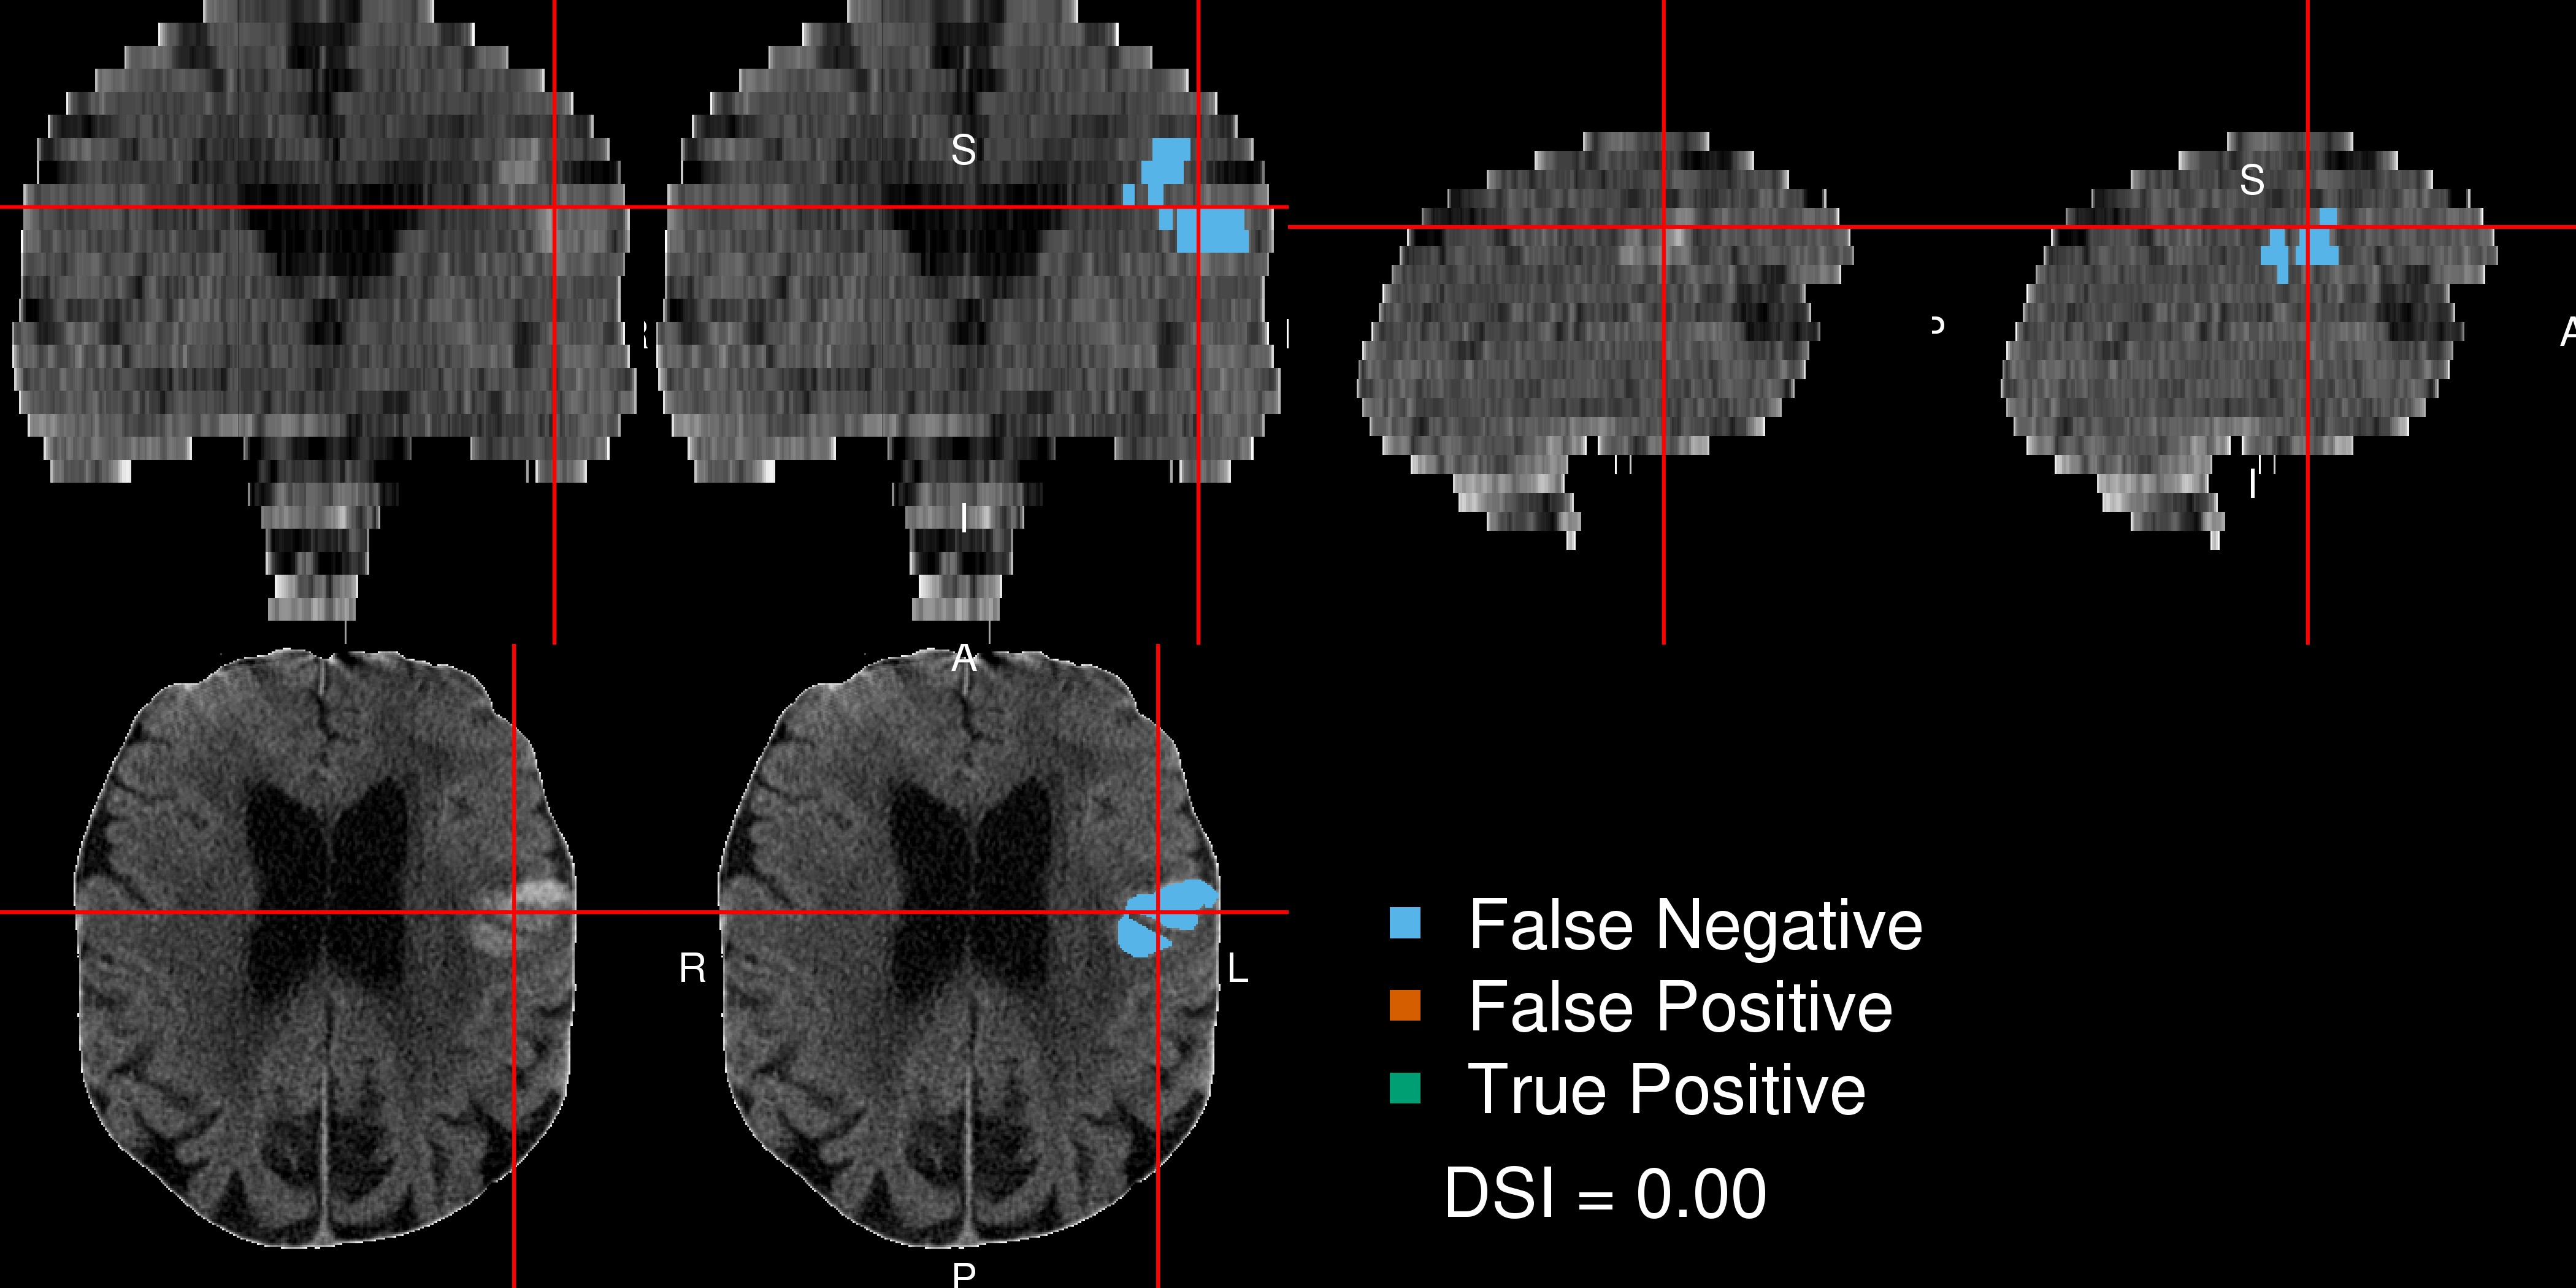 S
S
R
I
P
A
I
I
A
R
L
P
False Negative
False Positive
True Positive
DSI = 0.00